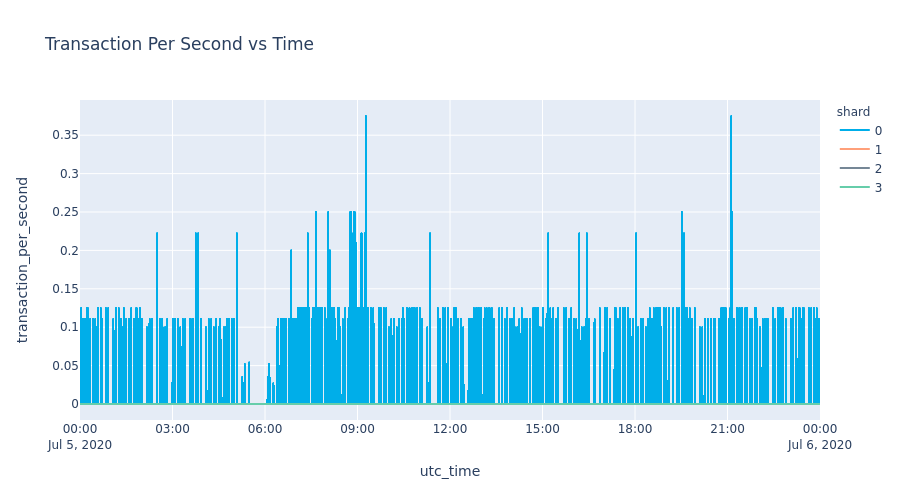 Transaction Per Second vs Time
shard
0
1
2
3
transaction_per_second
0.35
0.3
0.25
0.2
0.15
0.1
0.05
0
00:00 03:00 06:00 09:00 12:00 15:00 18:00 21:00 00:00
Jul 5, 2020 Jul 6, 2020
utc_time